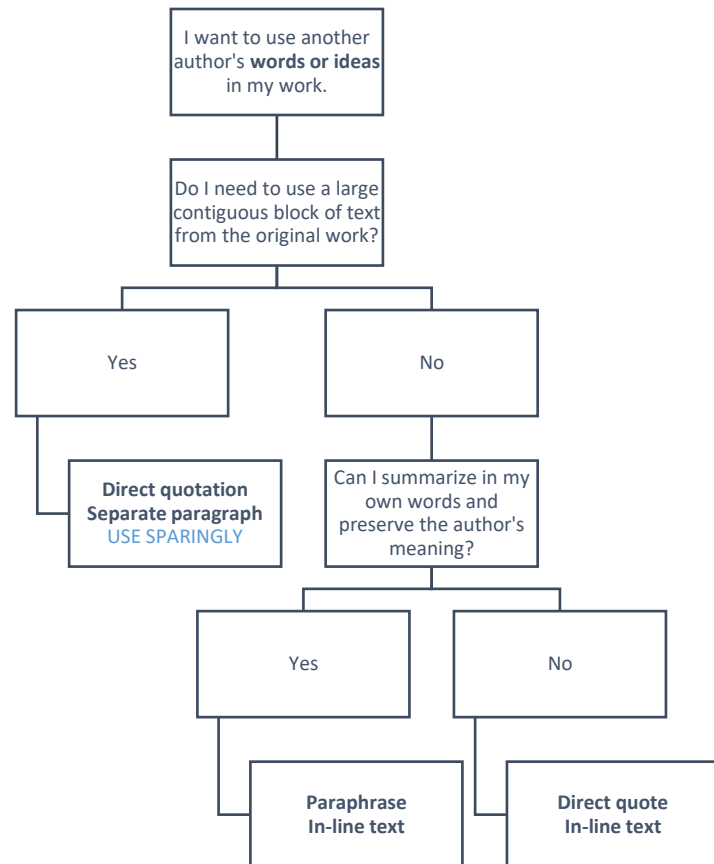 I want to use another
author's words or ideas
in my work.
Do I need to use a large
contiguous block of text
from the original work?
Yes
No
Direct quotation
Separate paragraph
USE SPARINGLY
Can I summarize in my
own words and
preserve the author's
meaning?
Yes
No
Paraphrase
In-line text
Direct quote
In-line text